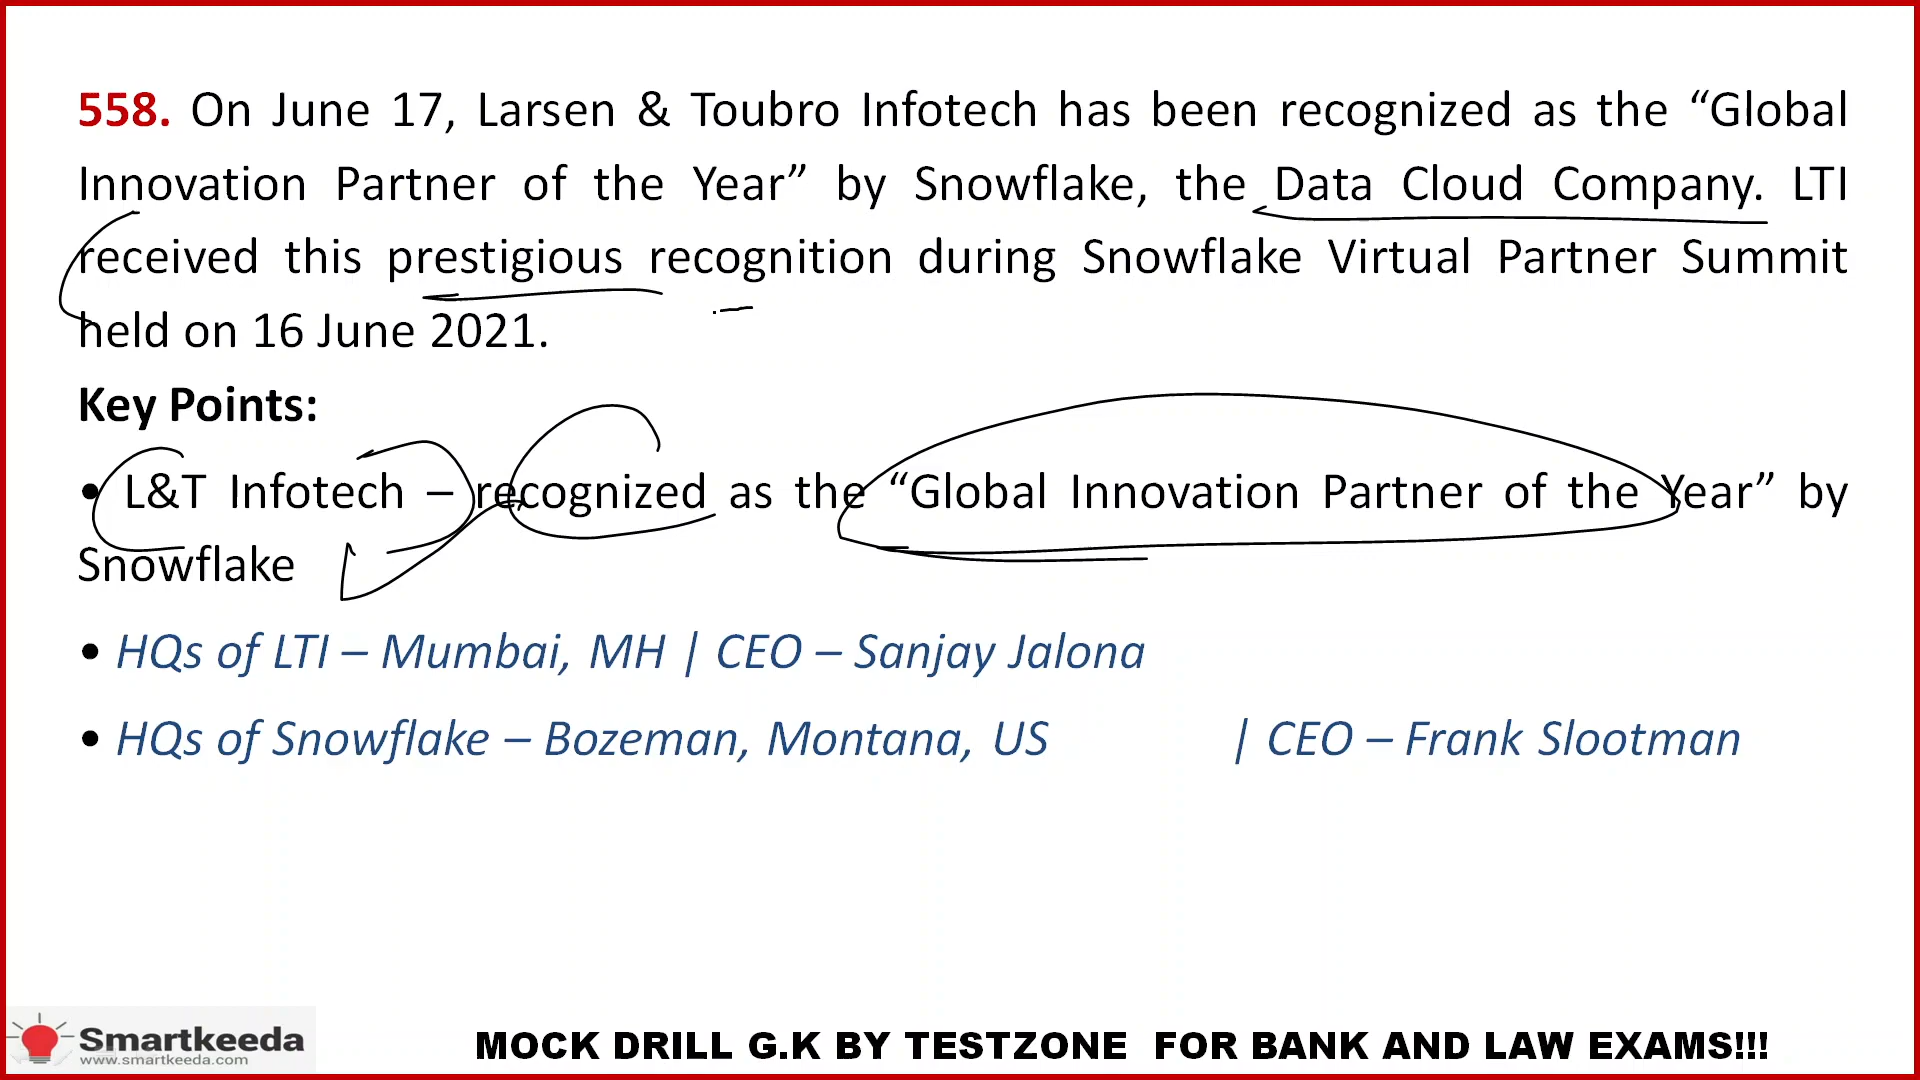 558. On June 17, Larsen & Toubro Infotech has been recognized as the “Global
Innovation Partner of the Year” by Snowflake, the Data Cloud Company. LTI
received this prestigious recognition during Snowflake Virtual Partner Summit
held on 16 June 2021.
Key Points:
• L&T Infotech – recognized as the “Global Innovation Partner of the Year” by
Snowflake
• HQs of LTI – Mumbai, MH | CEO – Sanjay Jalona
• HQs of Snowflake – Bozeman, Montana, US | CEO – Frank Slootman
Smartkeeda
www.smartkeeda.com
MOCK DRILL G.K BY TESTZONE FOR BANK AND LAW EXAMS!!!